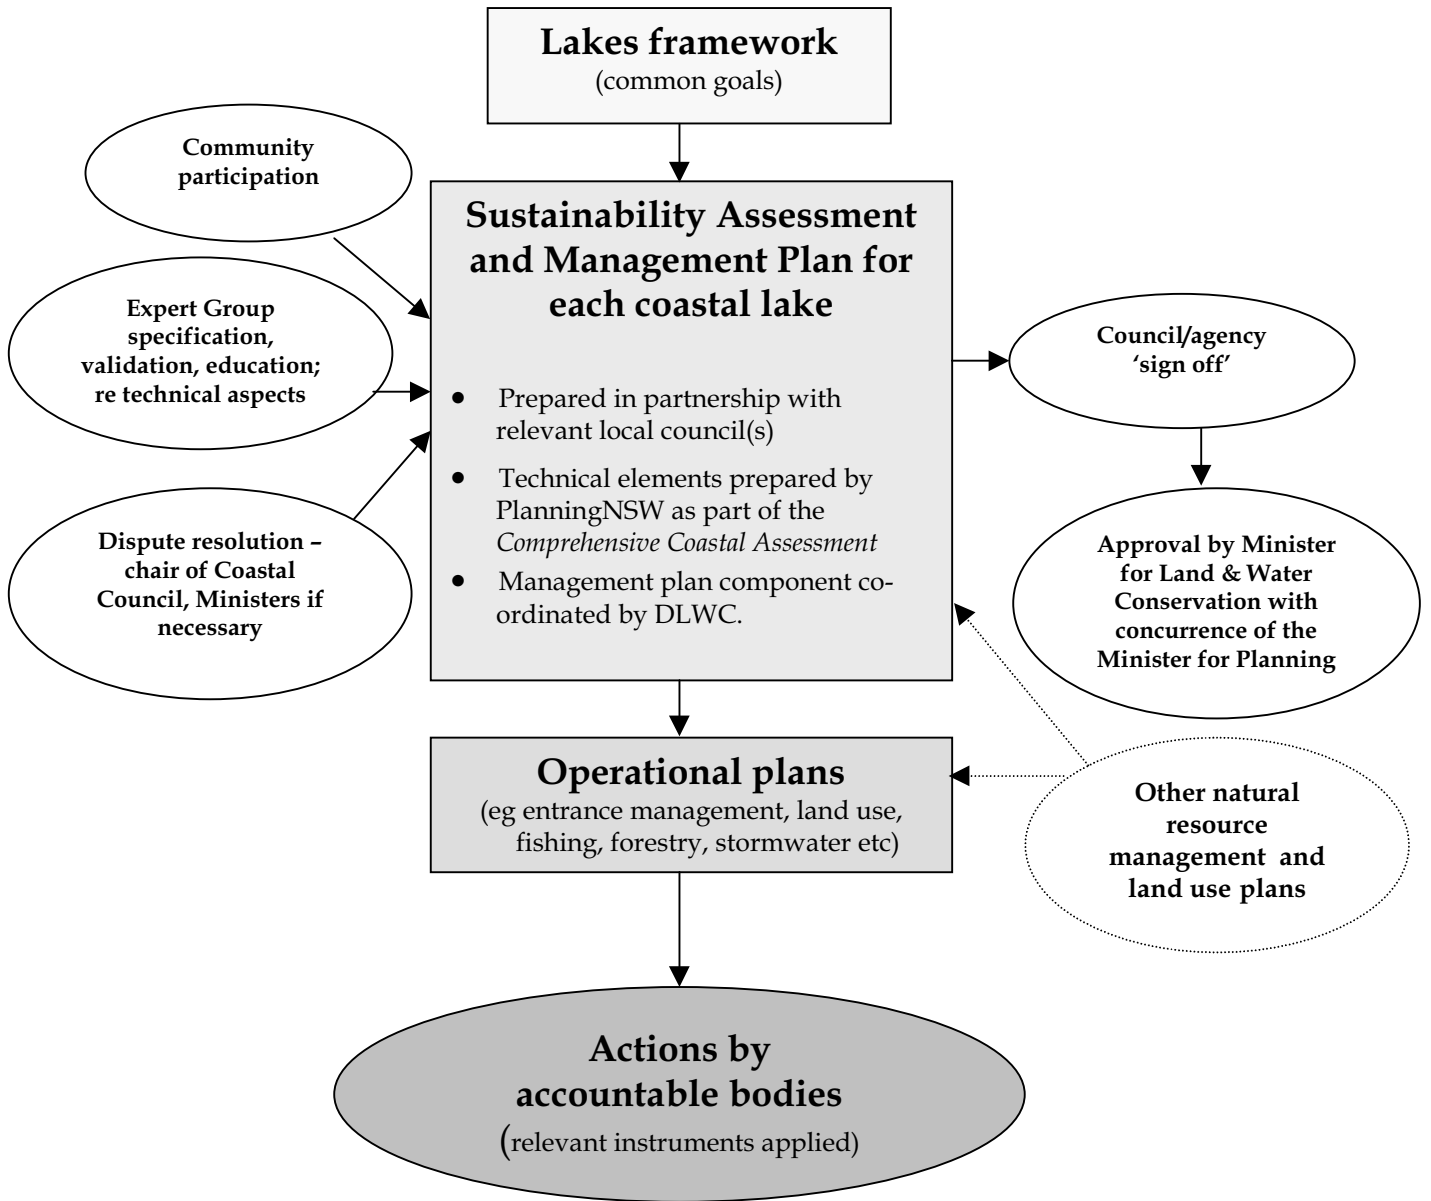 Lakes framework
(common goals)
Community
participation
Sustainability Assessment
and Management Plan for
each coastal lake
Expert Group
specification,
validation, education;
re technical aspects
Council/agency
‘sign off’
● Prepared in partnership with
relevant local council(s)
● Technical elements prepared by
PlanningNSW as part of the
Comprehensive Coastal Assessment
● Management plan component co-
ordinated by DLWC.
Dispute resolution –
chair of Coastal
Council, Ministers if
necessary
Approval by Minister
for Land & Water
Conservation with
concurrence of the
Minister for Planning
Operational plans
(eg entrance management, land use,
fishing, forestry, stormwater etc)
Other natural
resource
management and
land use plans
Actions by
accountable bodies
(relevant instruments applied)